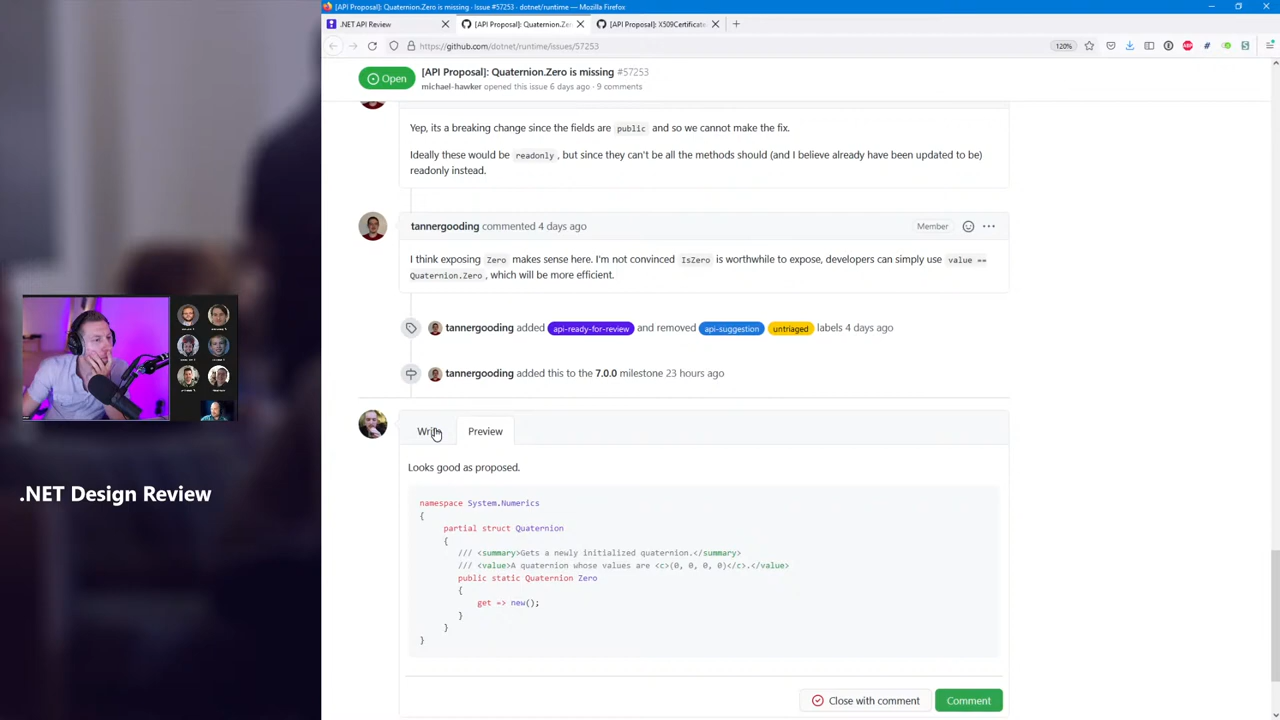 [API Proposal]: Quaternion.Zero is missing · Issue #57253 · dotnet/runtime — Mozilla Firefox
.NET API Review
[API Proposal]: Quaternion.Zer
[API Proposal]: X509Certificate
https://github.com/dotnet/runtime/issues/57253
120%
Open
[API Proposal]: Quaternion.Zero is missing #57253
michael-hawker opened this issue 6 days ago · 9 comments
Yep, its a breaking change since the fields are public and so we cannot make the fix.
Ideally these would be readonly, but since they can't be all the methods should (and I believe already have been updated to be)
readonly instead.
tannergooding commented 4 days ago
Member
I think exposing Zero makes sense here. I'm not convinced IsZero is worthwhile to expose, developers can simply use value ==
Quaternion.Zero, which will be more efficient.
tannergooding added api-ready-for-review and removed api-suggestion untriaged labels 4 days ago
tannergooding added this to the 7.0.0 milestone 23 hours ago
Write
Preview
Looks good as proposed.
namespace System.Numerics
{
partial struct Quaternion
{
/// <summary>Gets a newly initialized quaternion.</summary>
/// <value>A quaternion whose values are <c>(0, 0, 0, 0)</c>.</value>
public static Quaternion Zero
{
get => new();
}
}
}
Close with comment
Comment
.NET Design Review